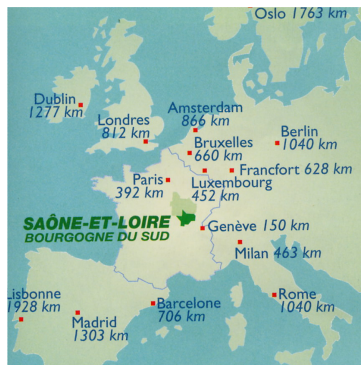 Oslo 1763 km
Dublin
1277 km
Londres
812 km
Amsterdam
866 km
Berlin
1040 km
Bruxelles
660 km
Francfort 628 km
Paris
392 km
Luxembourg
452 km
SAÔNE-ET-LOIRE
BOURGOGNE DU SUD
Genève 150 km
Milan 463 km
Lisbonne
1928 km
Madrid
1303 km
Barcelone
706 km
Rome
1040 km